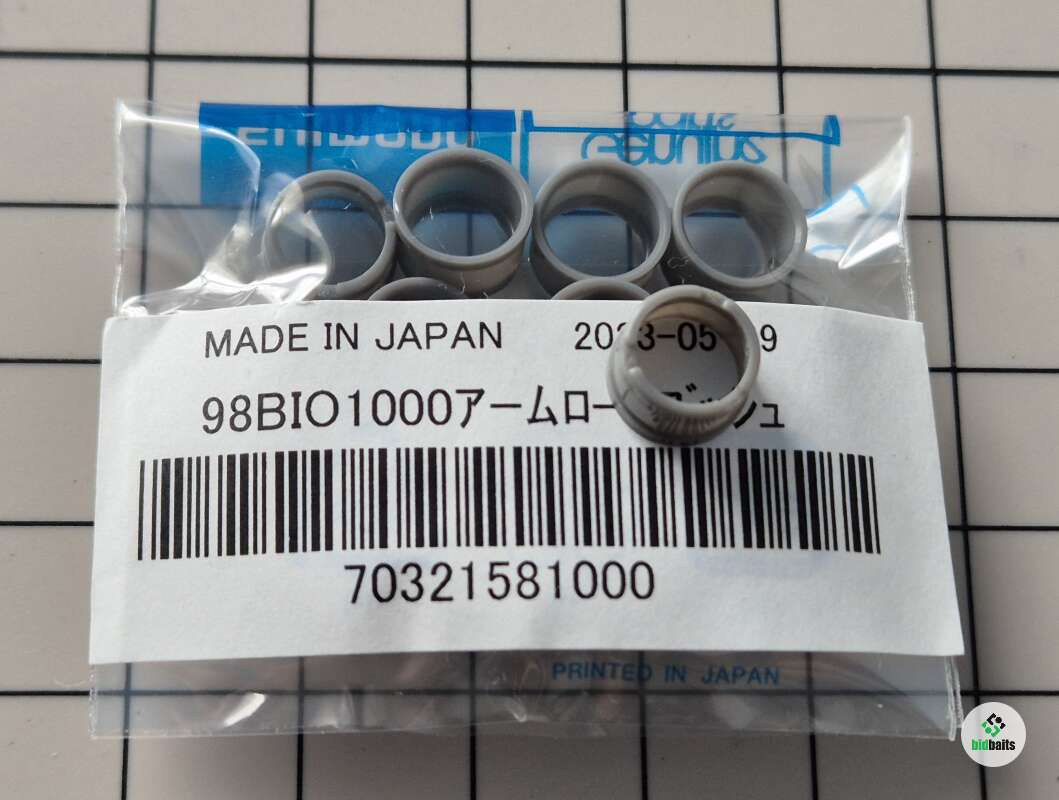 MADE IN JAPAN
98BIO1000アームロー
70321581000
PRINTED IN JAPAN
bidbaits